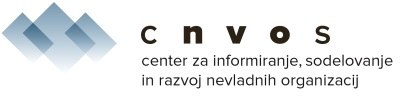 cnvos
center za informiranje, sodelovanje
in razvoj nevladnih organizacij